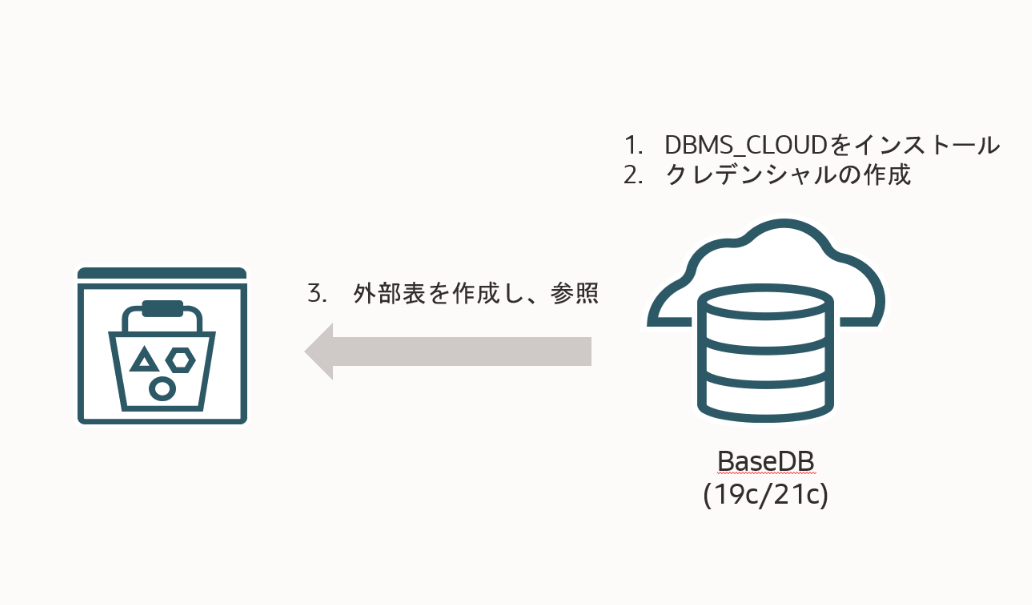 1. DBMS_CLOUDをインストール
2. クレデンシャルの作成
3. 外部表を作成し、参照
BaseDB
(19c/21c)